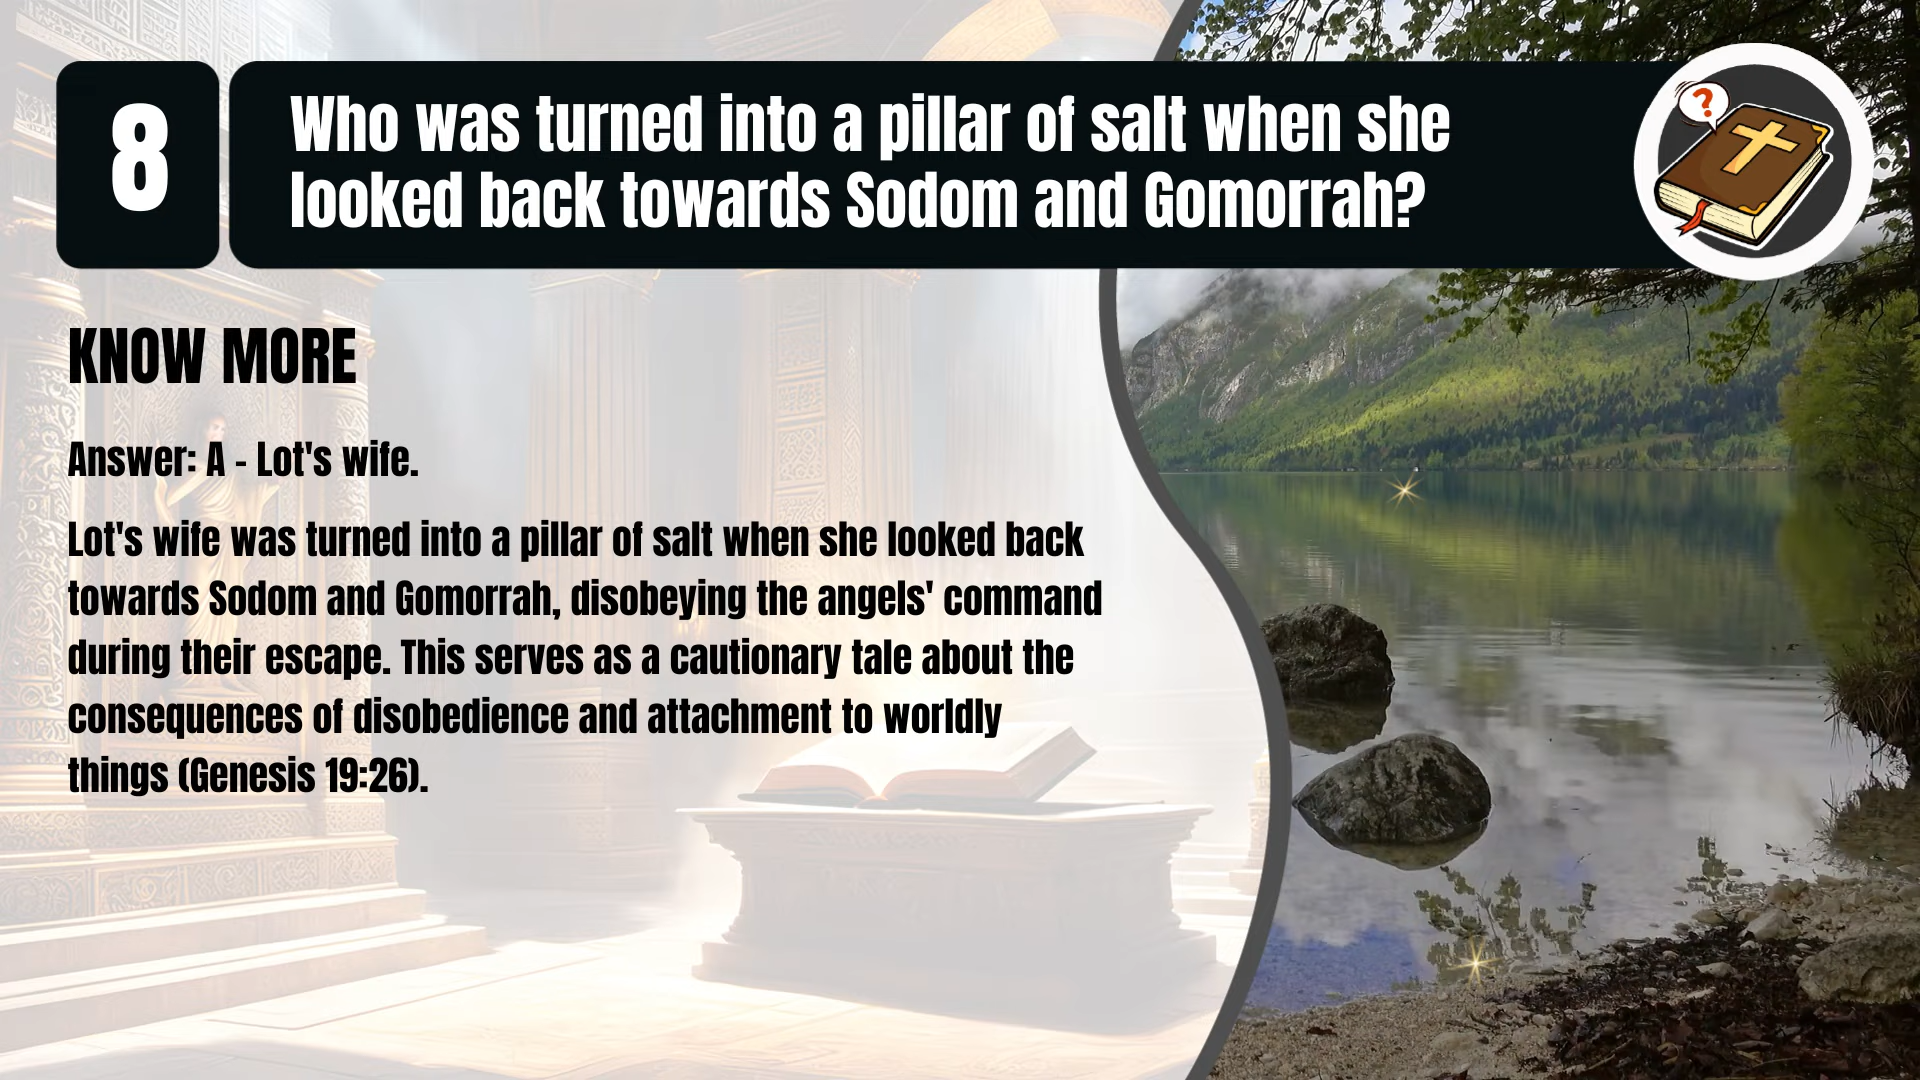 8
Who was turned into a pillar of salt when she
looked back towards Sodom and Gomorrah?
?
KNOW MORE
Answer: A - Lot's wife.
Lot's wife was turned into a pillar of salt when she looked back
towards Sodom and Gomorrah, disobeying the angels' command
during their escape. This serves as a cautionary tale about the
consequences of disobedience and attachment to worldly
things (Genesis 19:26).